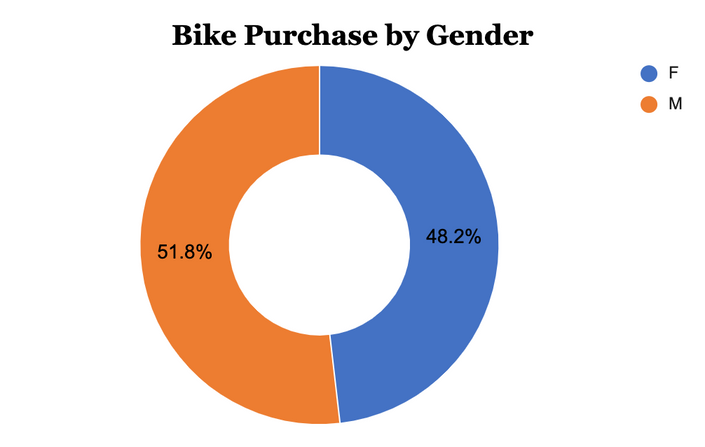 Bike Purchase by Gender
F
M
48.2%
51.8%